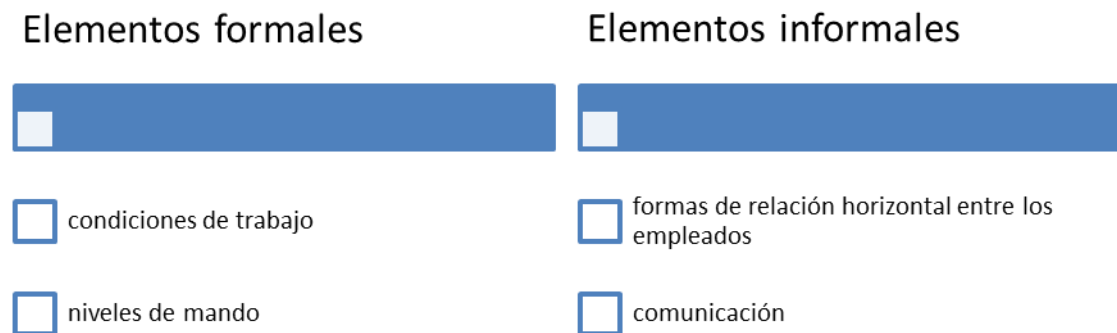 Elementos formales
condiciones de trabajo
niveles de mando
Elementos informales
formas de relación horizontal entre los
empleados
comunicación